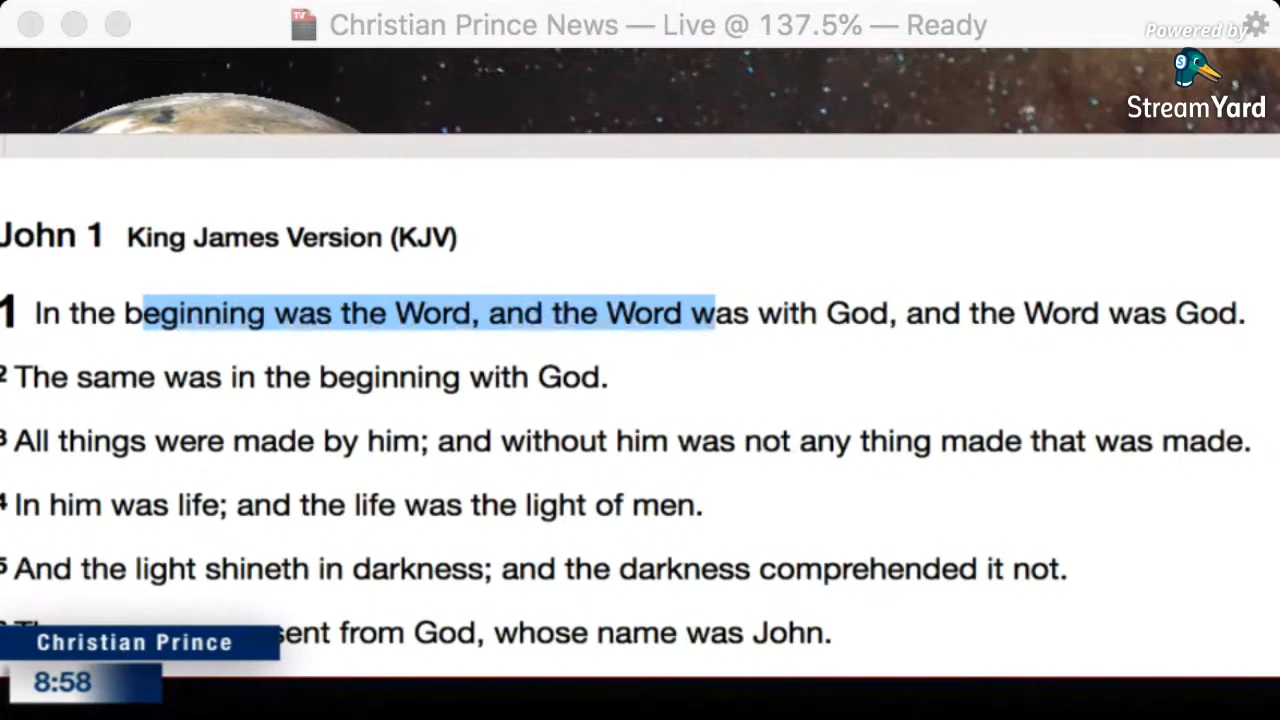 Christian Prince News — Live @ 137.5% — Ready
Powered by
StreamYard
John 1 King James Version (KJV)
1 In the beginning was the Word, and the Word was with God, and the Word was God.
2 The same was in the beginning with God.
3 All things were made by him; and without him was not any thing made that was made.
4 In him was life; and the life was the light of men.
5 And the light shineth in darkness; and the darkness comprehended it not.
sent from God, whose name was John.
Christian Prince
8:58